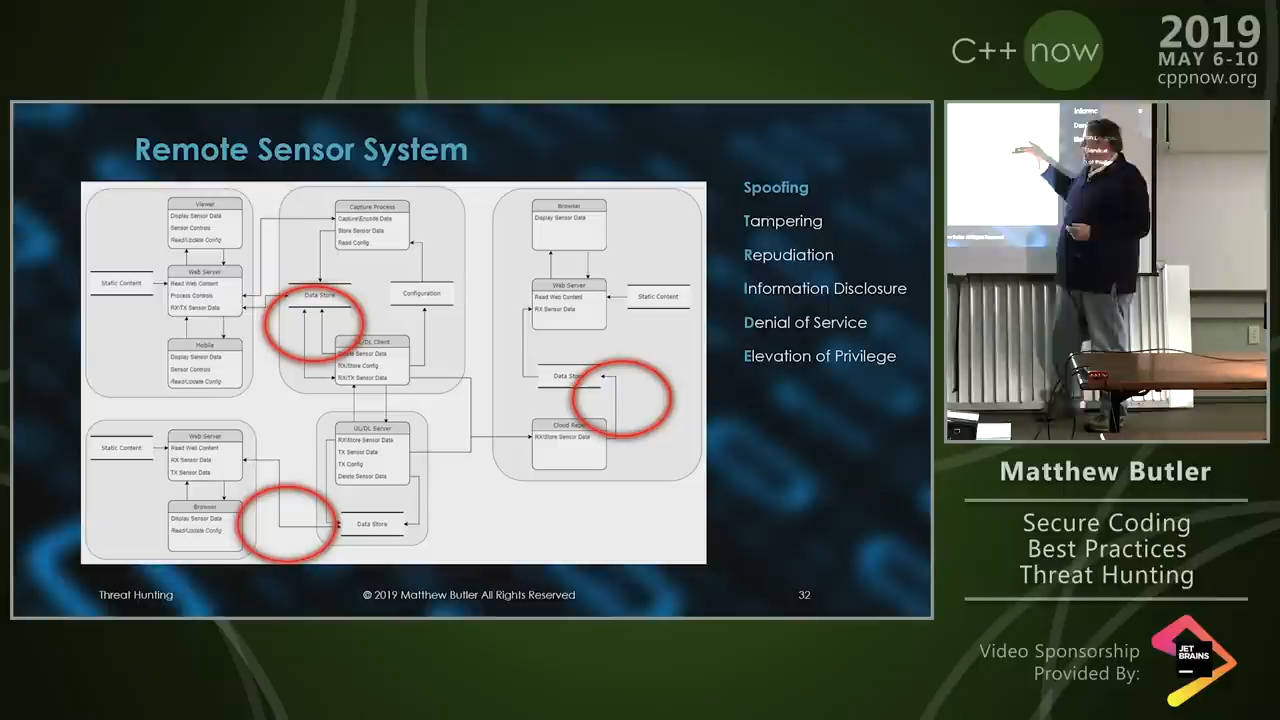 C++ now
2019
MAY 6-10
cppnow.org
Remote Sensor System
Viewer
Display Sensor Data
Sensor Controls
Read/Update Config
Static Content
Web Server
Read Web Content
Process Controls
RX\TX Sensor Data
Mobile
Display Sensor Data
Sensor Controls
Read/Update Config
Capture Process
Capture\Encode Data
Store Sensor Data
Read Config
Data Store
Configuration
UL/DL Client
Sensor Data
RX/Store Config
RX/TX Sensor Data
UL/DL Server
RX\Store Sensor Data
TX Sensor Data
TX Config
Delete Sensor Data
Data Store
Static Content
Web Server
Read Web Content
RX Sensor Data
TX Sensor Data
Browser
Display Sensor Data
Read/Update Config
Browser
Display Sensor Data
Web Server
Read Web Content
RX Sensor Data
Static Content
Data Store
Cloud
RX\Store Sensor Data
Spoofing
Tampering
Repudiation
Information Disclosure
Denial of Service
Elevation of Privilege
Threat Hunting
© 2019 Matthew Butler All Rights Reserved
32
Matthew Butler
Secure Coding
Best Practices
Threat Hunting
Video Sponsorship
Provided By:
JET
BRAINS